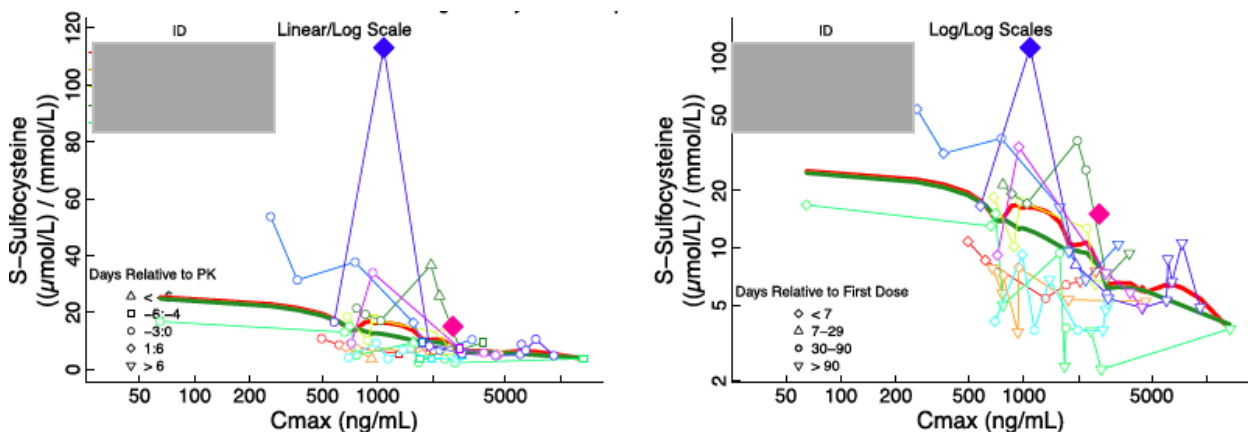 ID
Linear/Log Scale
S-Sulfocysteine
((μmol/L) / (mmol/L))
120
100
80
60
40
20
0
Days Relative to PK
−6:−4
−3:0
1:6
> 6
50
100
200
500
1000
5000
Cmax (ng/mL)
ID
Log/Log Scales
S-Sulfocysteine
((μmol/L) / (mmol/L))
100
50
20
10
5
2
Days Relative to First Dose
< 7
7−29
30−90
> 90
50
100
200
500
1000
5000
Cmax (ng/mL)